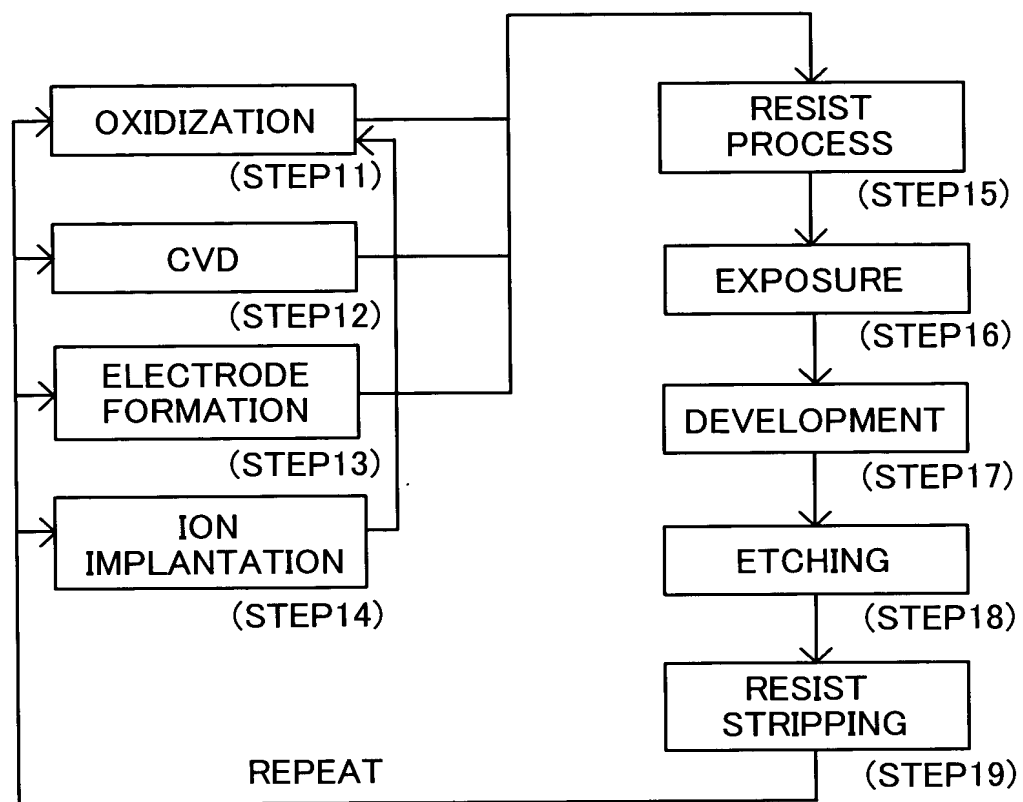 OXIDIZATION
(STEP11)
CVD
(STEP12)
ELECTRODE
FORMATION
(STEP13)
ION
IMPLANTATION
(STEP14)
RESIST
PROCESS
(STEP15)
EXPOSURE
(STEP16)
DEVELOPMENT
(STEP17)
ETCHING
(STEP18)
RESIST
STRIPPING
(STEP19)
REPEAT